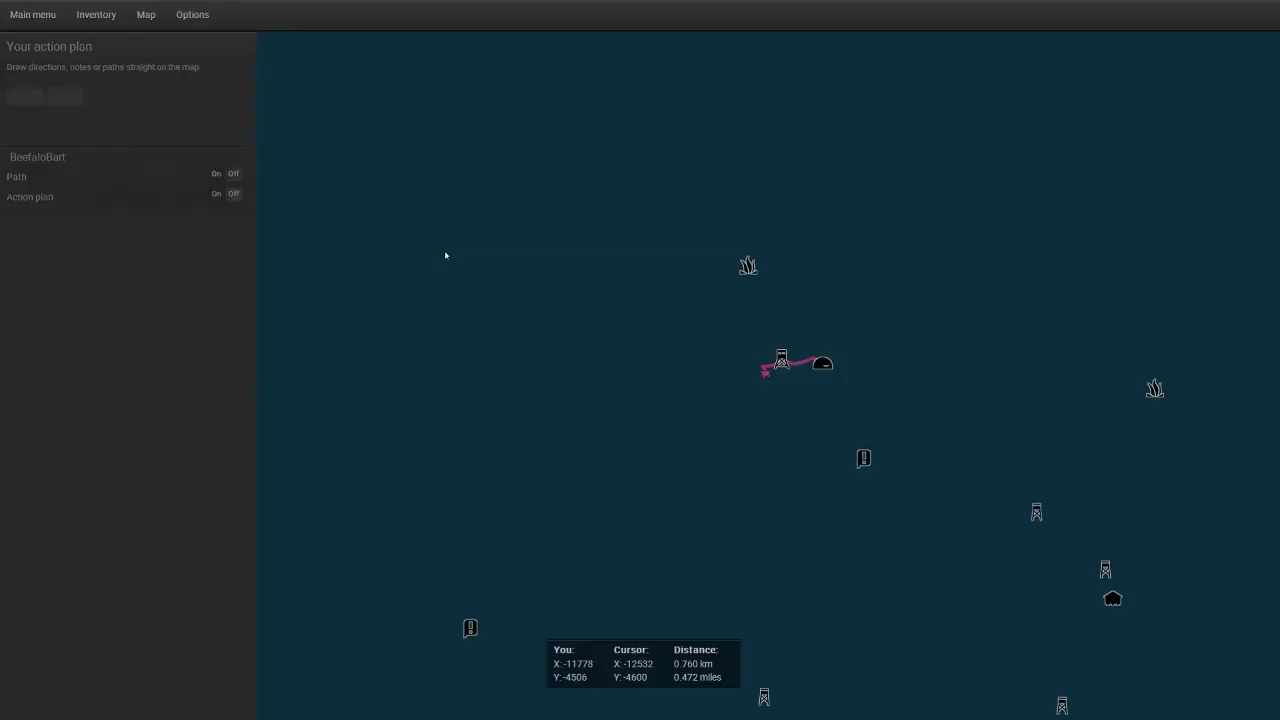 Main menu Inventory Map Options
Your action plan
Draw directions, notes or paths straight on the map
BeefaloBart
Path On Off
Action plan On Off
You: Cursor: Distance:
X: -11778 X: -12532 0.760 km
Y: -4506 Y: -4600 0.472 miles